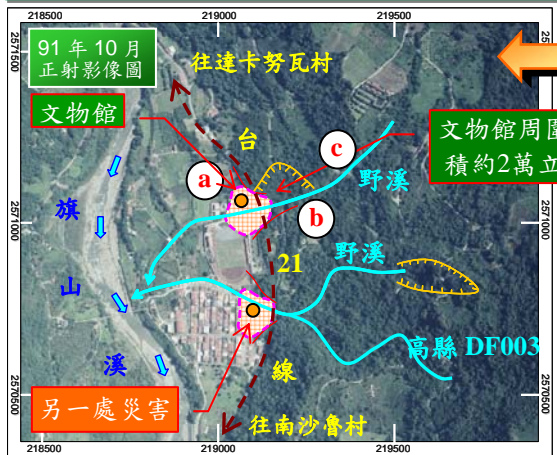 218500
219000
219500
2571500
2571000
2570500
91 年 10 月
正射影像圖
往達卡努瓦村
文物館
台
21
線
a
b
c
文物館周圍
積約2萬立
野溪
野溪
高縣 DF003
旗
山
溪
另一處災害
往南沙魯村
218500
219000
219500
2571500
2571000
2570500